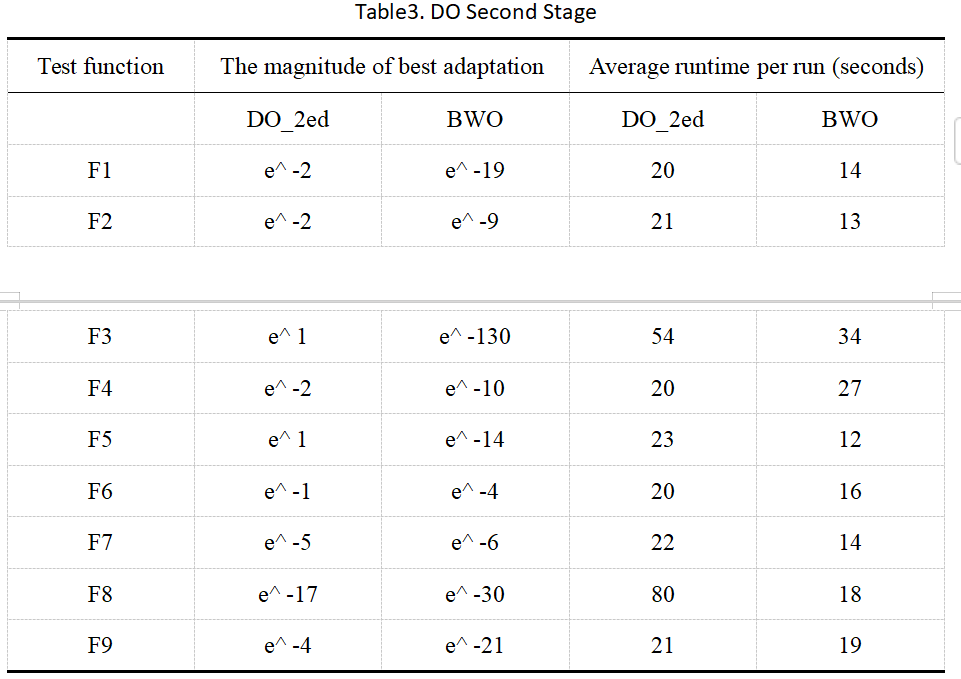 Table3. DO Second Stage
Test function The magnitude of best adaptation Average runtime per run (seconds)
DO_2ed BWO DO_2ed BWO
F1 e^ -2 e^ -19 20 14
F2 e^ -2 e^ -9 21 13
F3 e^ 1 e^ -130 54 34
F4 e^ -2 e^ -10 20 27
F5 e^ 1 e^ -14 23 12
F6 e^ -1 e^ -4 20 16
F7 e^ -5 e^ -6 22 14
F8 e^ -17 e^ -30 80 18
F9 e^ -4 e^ -21 21 19